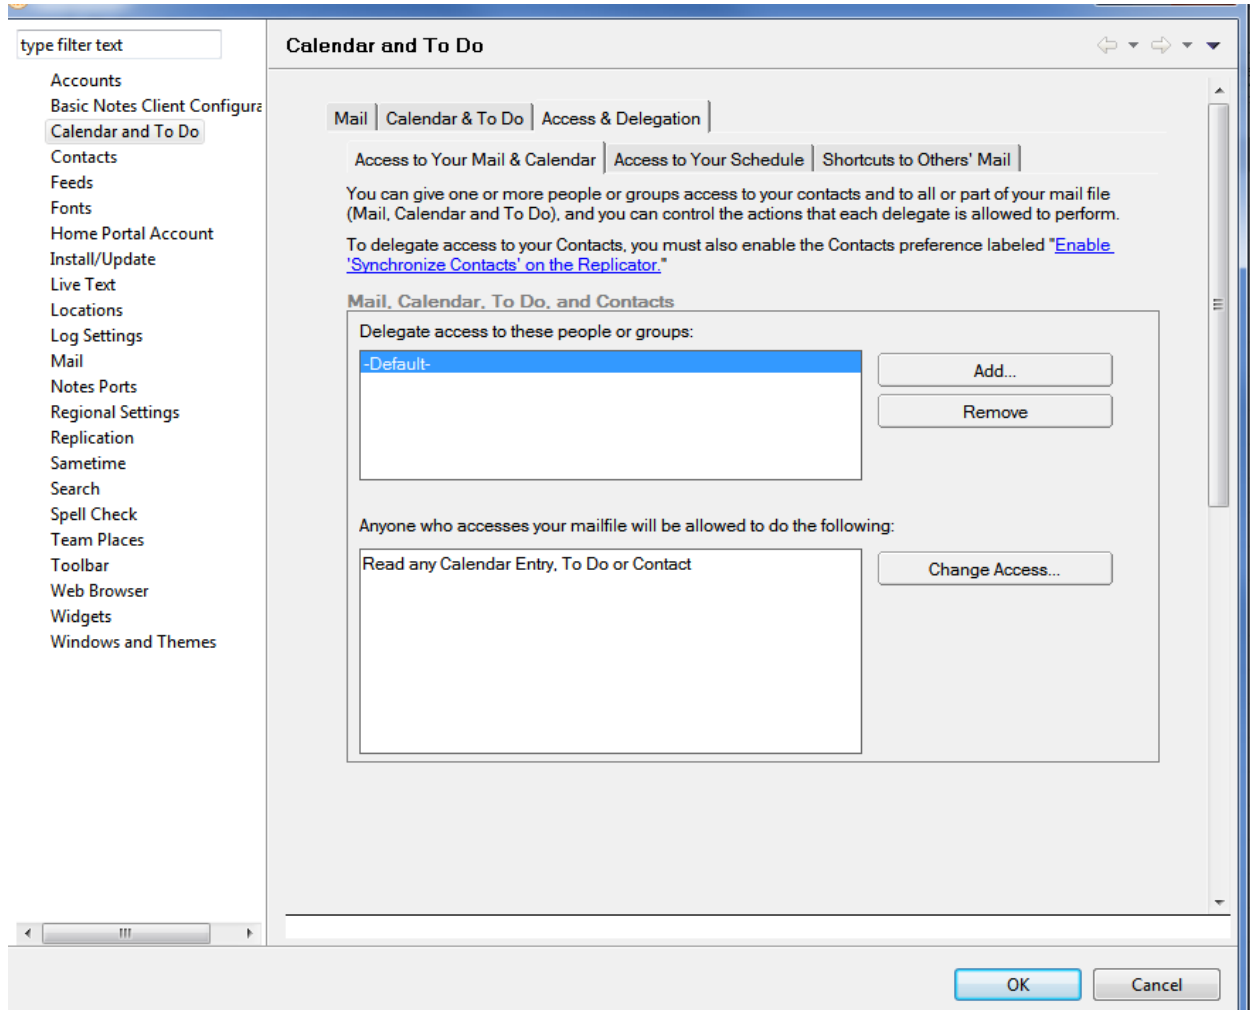 type filter text
Accounts
Basic Notes Client Configura
Calendar and To Do
Contacts
Feeds
Fonts
Home Portal Account
Install/Update
Live Text
Locations
Log Settings
Mail
Notes Ports
Regional Settings
Replication
Sametime
Search
Spell Check
Team Places
Toolbar
Web Browser
Widgets
Windows and Themes
Calendar and To Do
Mail Calendar & To Do Access & Delegation
Access to Your Mail & Calendar Access to Your Schedule Shortcuts to Others' Mail
You can give one or more people or groups access to your contacts and to all or part of your mail file
(Mail, Calendar and To Do), and you can control the actions that each delegate is allowed to perform.
To delegate access to your Contacts, you must also enable the Contacts preference labeled "Enable
'Synchronize Contacts' on the Replicator."
Mail, Calendar, To Do, and Contacts
Delegate access to these people or groups:
-Default-
Add...
Remove
Anyone who accesses your mailfile will be allowed to do the following:
Read any Calendar Entry, To Do or Contact
Change Access...
OK
Cancel